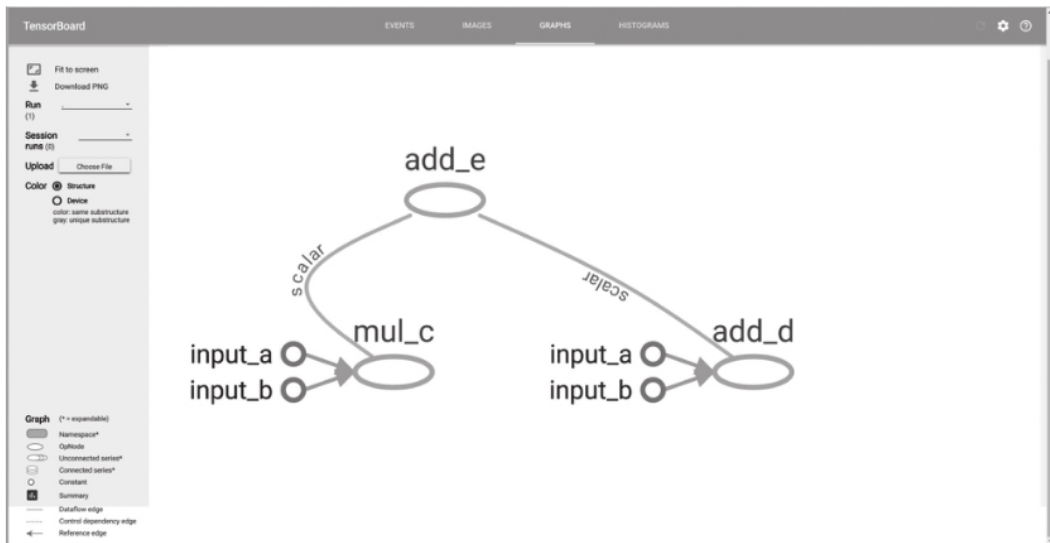 TensorBoard
EVENTS IMAGES GRAPHS HISTOGRAMS
Fit to screen
Download PNG
Run
(1)
Session
runs (0)
Upload Choose File
Color Structure
Device
color: same substructure
gray: unique substructure
add_e
scalar
scalar
mul_c
input_a
input_b
add_d
input_a
input_b
Graph (* = expandable)
Namespace*
OpNode
Unconnected series*
Connected series*
Constant
Summary
Dataflow edge
Control dependency edge
Reference edge